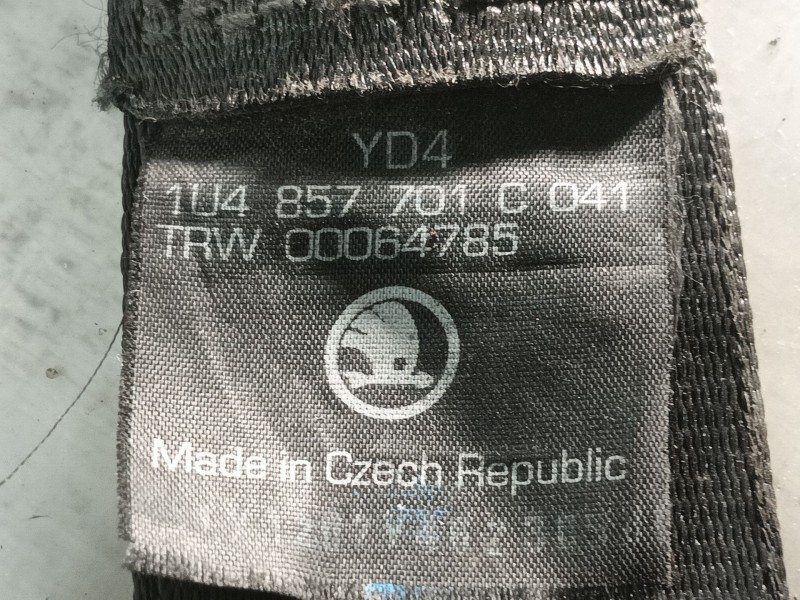 YD4
1U4 857 701 C 041
TRW 00064785
Made in Czech Republic